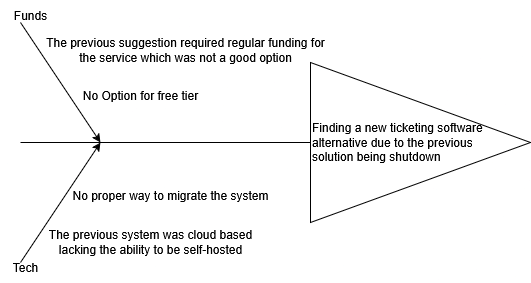 Funds
The previous suggestion required regular funding for
the service which was not a good option
No Option for free tier
Finding a new ticketing software
alternative due to the previous
solution being shutdown
No proper way to migrate the system
The previous system was cloud based
lacking the ability to be self-hosted
Tech